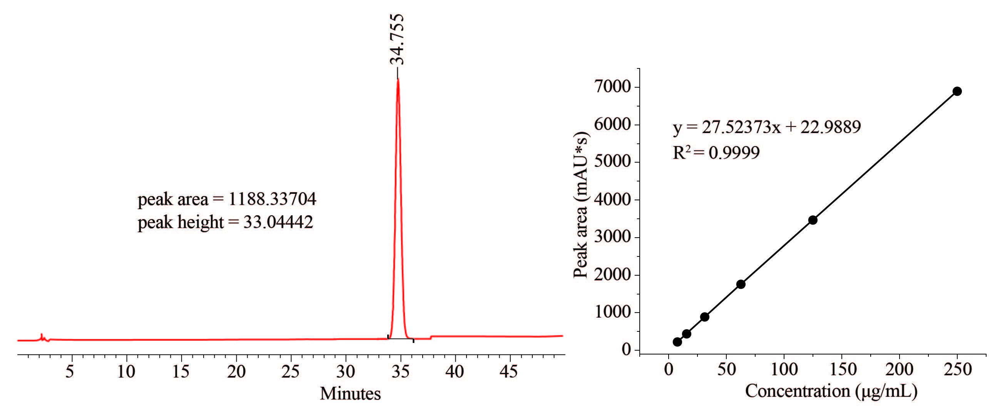 34.755
peak area = 1188.33704
peak height = 33.04442
5 10 15 20 25 30 35 40 45
Minutes
Peak area (mAU*s)
7000
6000
5000
4000
3000
2000
1000
0
y = 27.52373x + 22.9889
R² = 0.9999
0 50 100 150 200 250
Concentration (μg/mL)